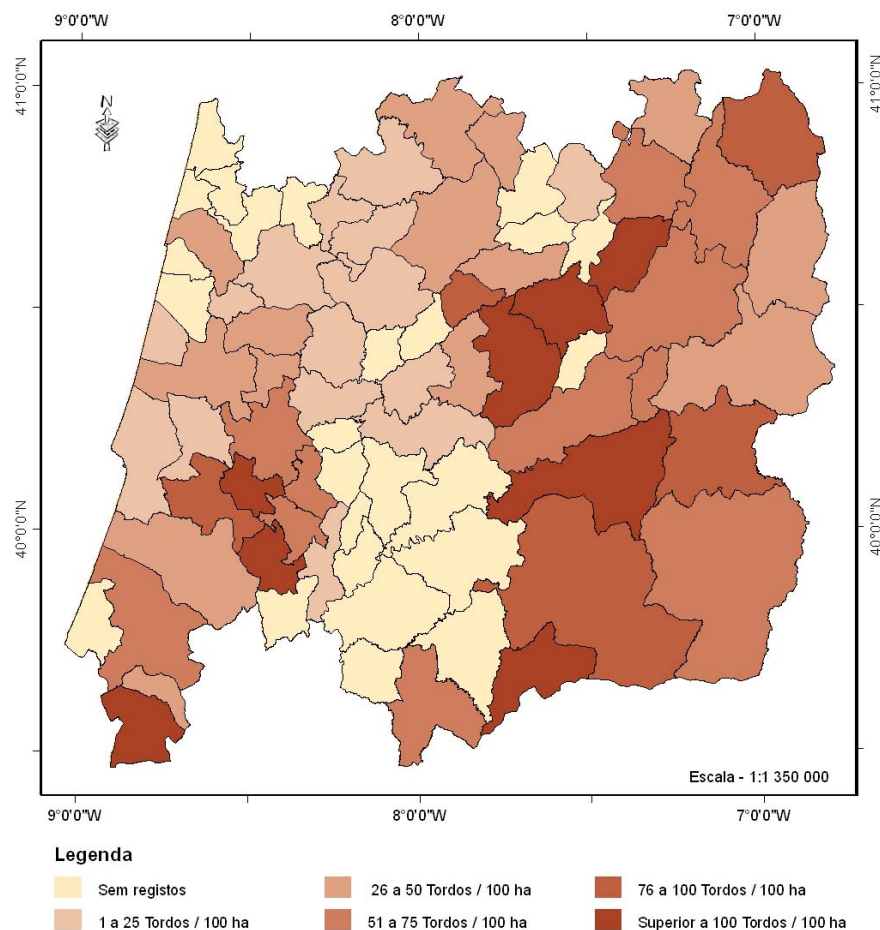 9°0'0"W 8°0'0"W 7°0'0"W
41°0'0"N 41°0'0"N
N
40°0'0"N 40°0'0"N
Escala - 1:1 350 000
9°0'0"W 8°0'0"W 7°0'0"W
Legenda
Sem registos 26 a 50 Tordos / 100 ha 76 a 100 Tordos / 100 ha
1 a 25 Tordos / 100 ha 51 a 75 Tordos / 100 ha Superior a 100 Tordos / 100 ha